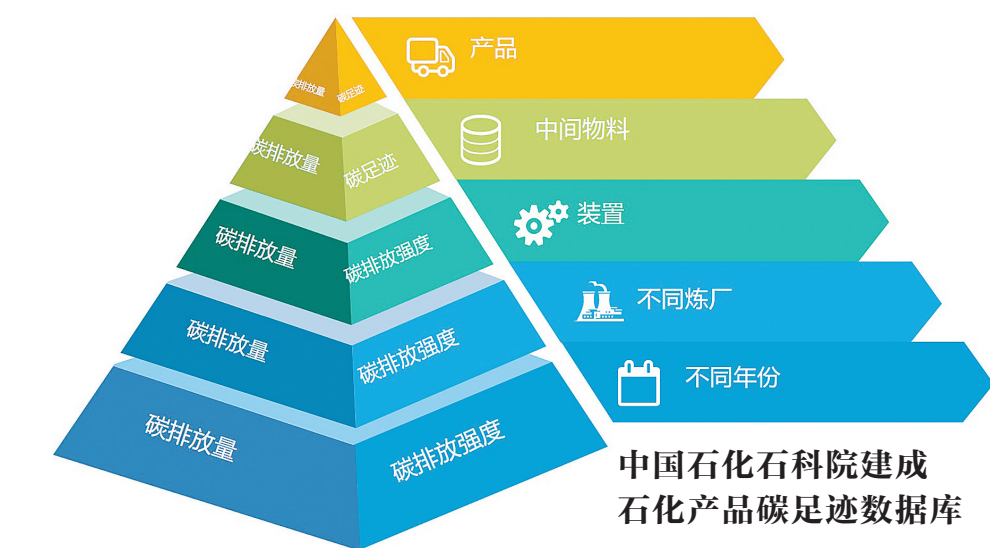 碳排放量
碳足迹
产品
碳排放量
碳足迹
中间物料
碳排放量
碳排放强度
装置
碳排放量
碳排放强度
不同炼厂
碳排放量
碳排放强度
不同年份
中国石化石科院建成
石化产品碳足迹数据库